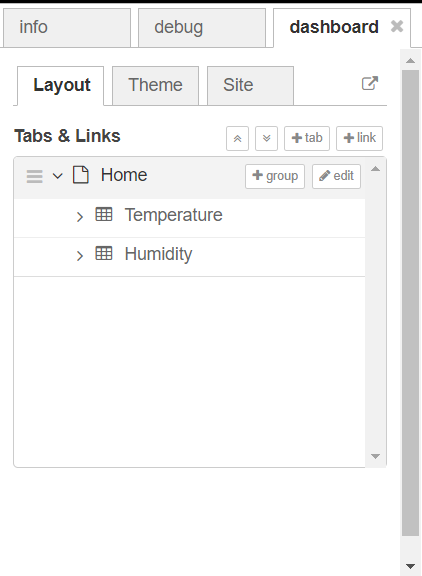 info debug dashboard
Layout Theme Site
Tabs & Links tab link
Home group edit
Temperature
Humidity